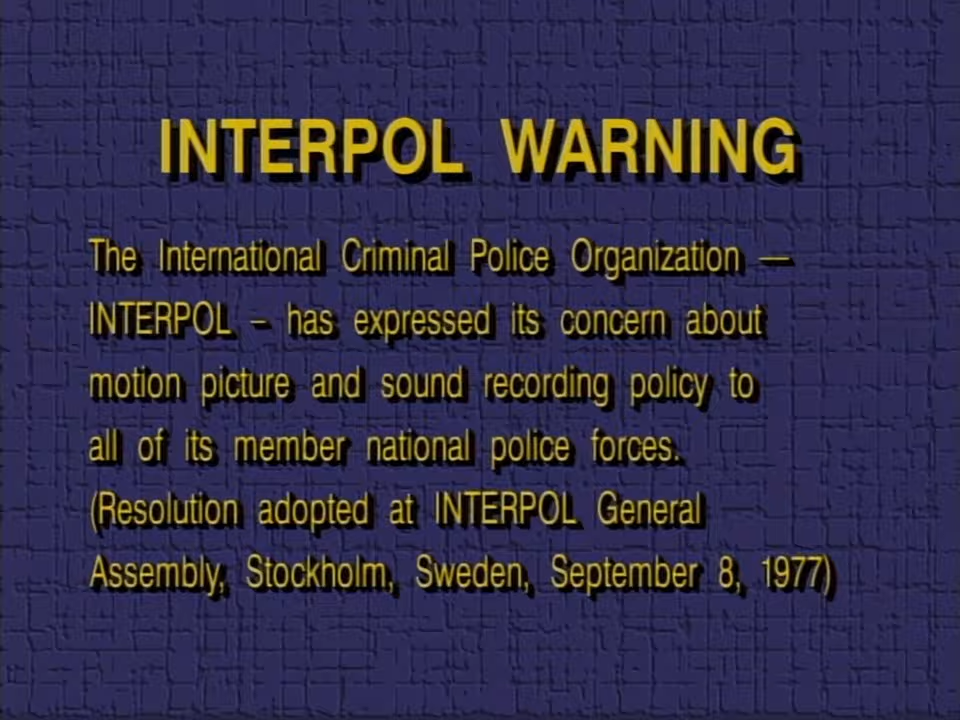 INTERPOL WARNING
The International Criminal Police Organization —
INTERPOL – has expressed its concern about
motion picture and sound recording policy to
all of its member national police forces.
(Resolution adopted at INTERPOL General
Assembly, Stockholm, Sweden, September 8, 1977)